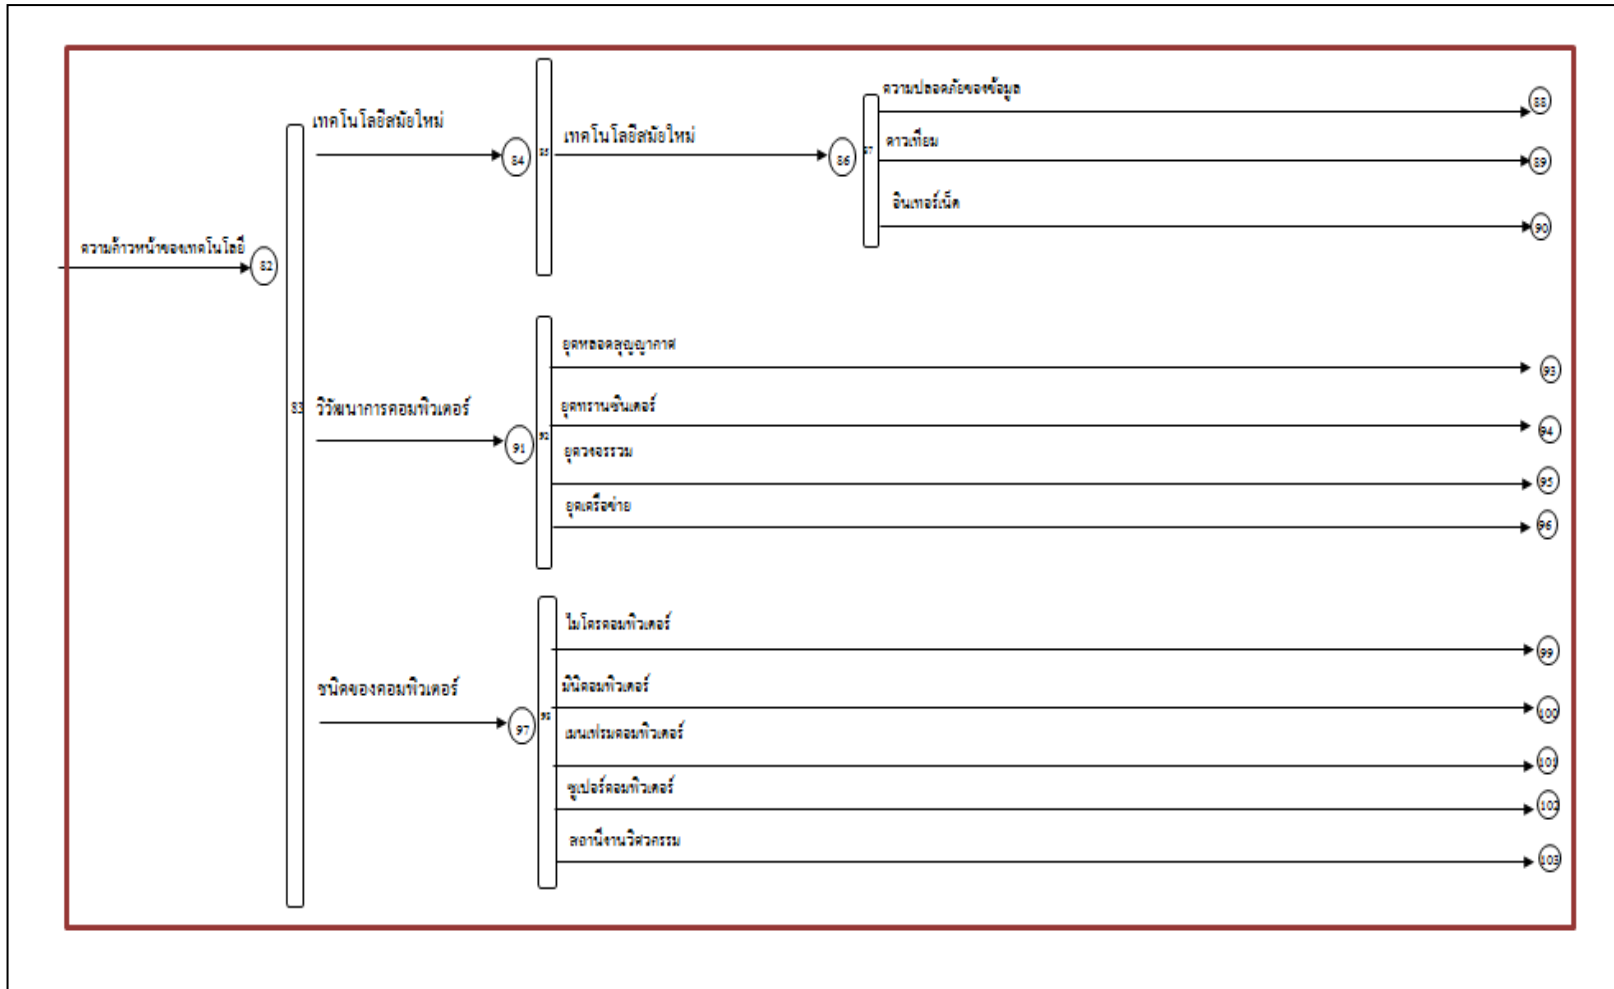 ความปลอดภัยของข้อมูล
88
เทคโนโลยีสมัยใหม่
เทคโนโลยีสมัยใหม่
ดาวเทียม
84
85
86
87
89
อินเทอร์เน็ต
90
ความก้าวหน้าของเทคโนโลยี
82
ยุคหลอดสุญญากาศ
93
83
วิวัฒนาการคอมพิวเตอร์
ยุคทรานซินเตอร์
94
91
92
ยุควงจรรวม
95
ยุคเครือข่าย
96
ไมโครคอมพิวเตอร์
99
ชนิดของคอมพิวเตอร์
มินิคอมพิวเตอร์
97
98
100
เมนเฟรมคอมพิวเตอร์
101
ซูเปอร์คอมพิวเตอร์
102
สถานีงานวิศวกรรม
103